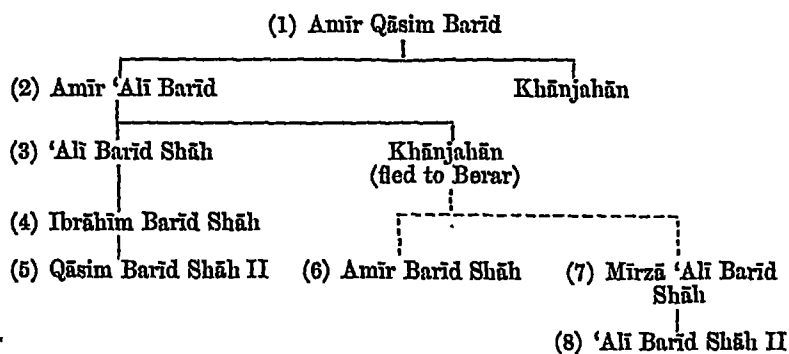 (1) Amīr Qāsim Barīd
(2) Amīr ‘Alī Barīd Khānjahān
(3) ‘Alī Barīd Shāh Khānjahān
(fled to Berar)
(4) Ibrāhīm Barīd Shāh
(5) Qāsim Barīd Shāh II (6) Amīr Barīd Shāh (7) Mīrzā ‘Alī Barīd
Shāh
(8) ‘Alī Barīd Shāh II